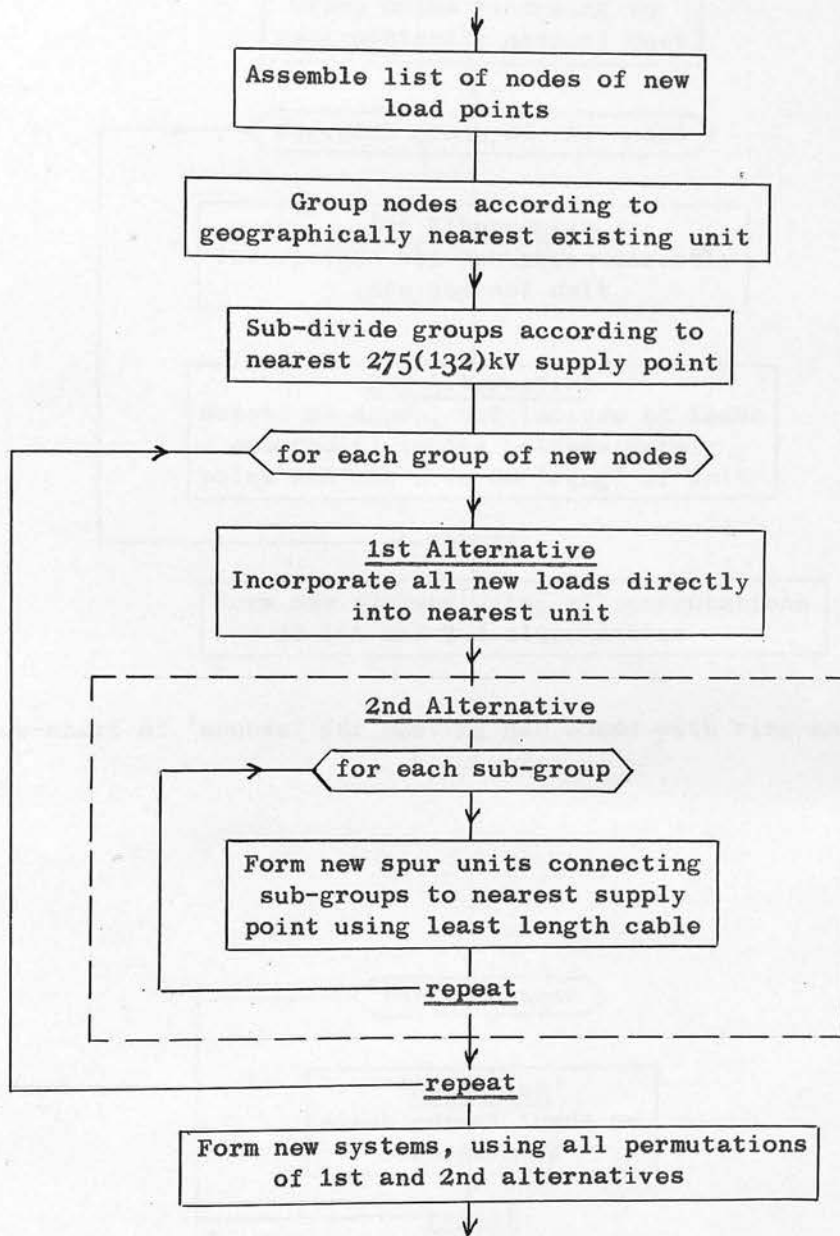 Assemble list of nodes of new
load points
Group nodes according to
geographically nearest existing unit
Sub-divide groups according to
nearest 275(132)kV supply point
for each group of new nodes
1st Alternative
Incorporate all new loads directly
into nearest unit
2nd Alternative
for each sub-group
Form new spur units connecting
sub-groups to nearest supply
point using least length cable
repeat
repeat
Form new systems, using all permutations
of 1st and 2nd alternatives